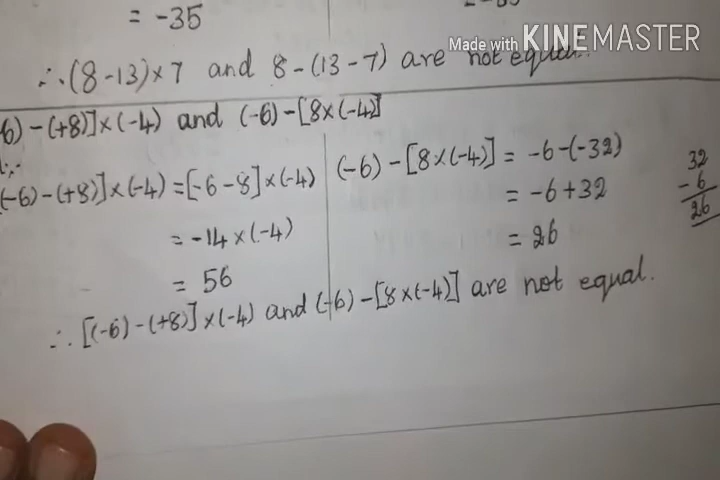 = -35
Made with KINEMASTER
∴ (8-13)×7 and 8-(13-7) are not equal.
6)-(+8)]×(-4) and (-6)-[8×(-4)]
(-6)-(+8)]×(-4) = [-6-8]×(-4)
= -14×(-4)
= 56
(-6)-[8×(-4)] = -6-(-32)
= -6+32
= 26
32
- 6
26
∴ [(-6)-(+8)]×(-4) and (-6)-[8×(-4)] are not equal.